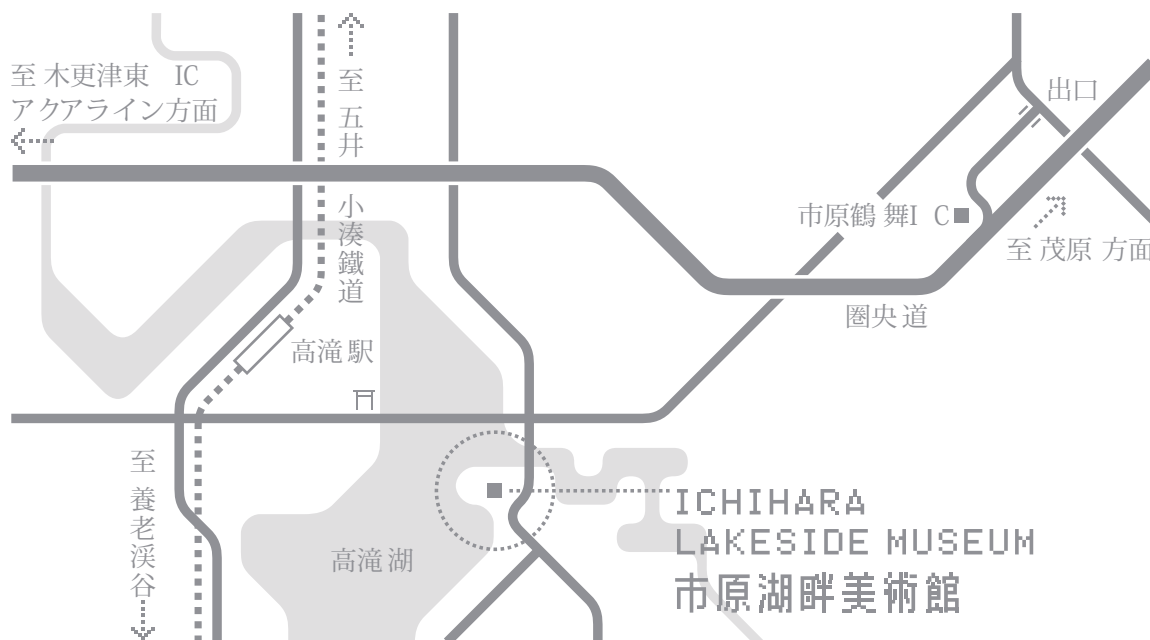 至 木更津東 IC
アクアライン方面
至 五井
小湊鐵道
出口
市原鶴舞IC
至 茂原 方面
圏央道
高滝駅
至 養老渓谷
高滝湖
ICHIHARA
LAKESIDE MUSEUM
市原湖畔美術館